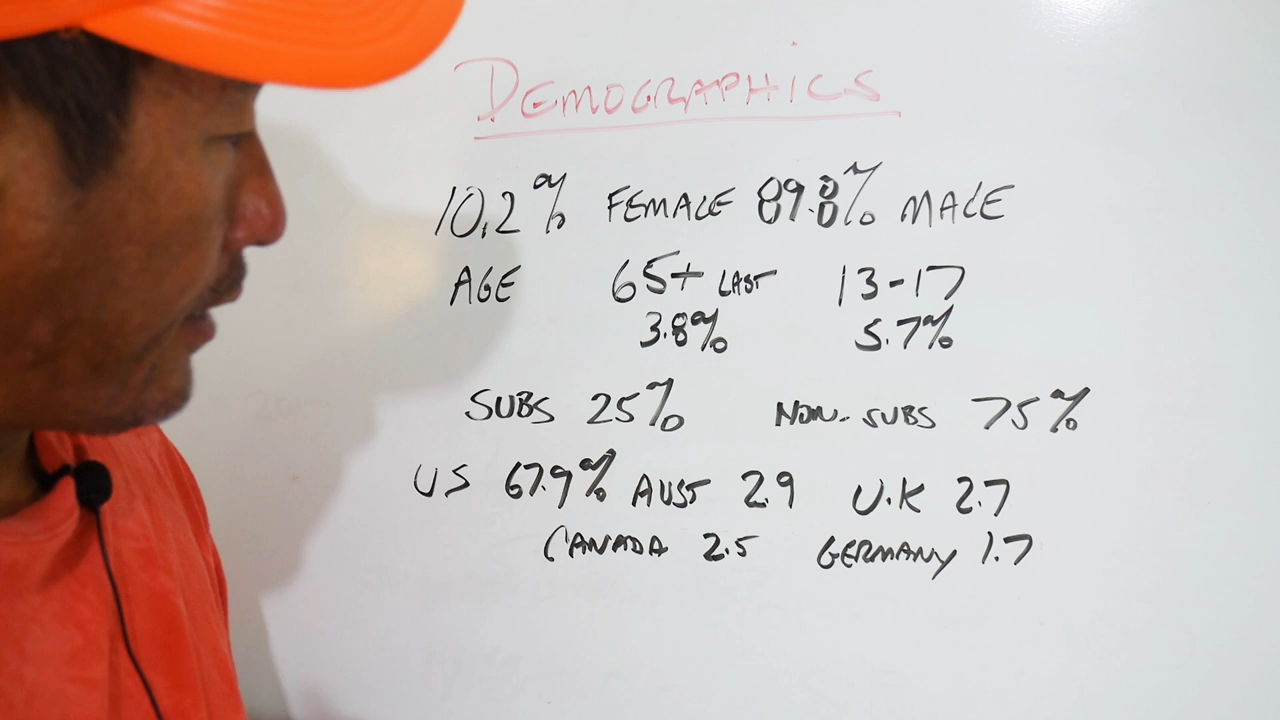 DEMOGRAPHiCS
10.2% FEMALE 89.8% MALE
AGE 65+ LAST 13-17
3.8% 5.7%
SUBS 25% NON-SUBS 75%
US 67.9% AUST 2.9 U.K 2.7
CANADA 2.5 GERMANY 1.7